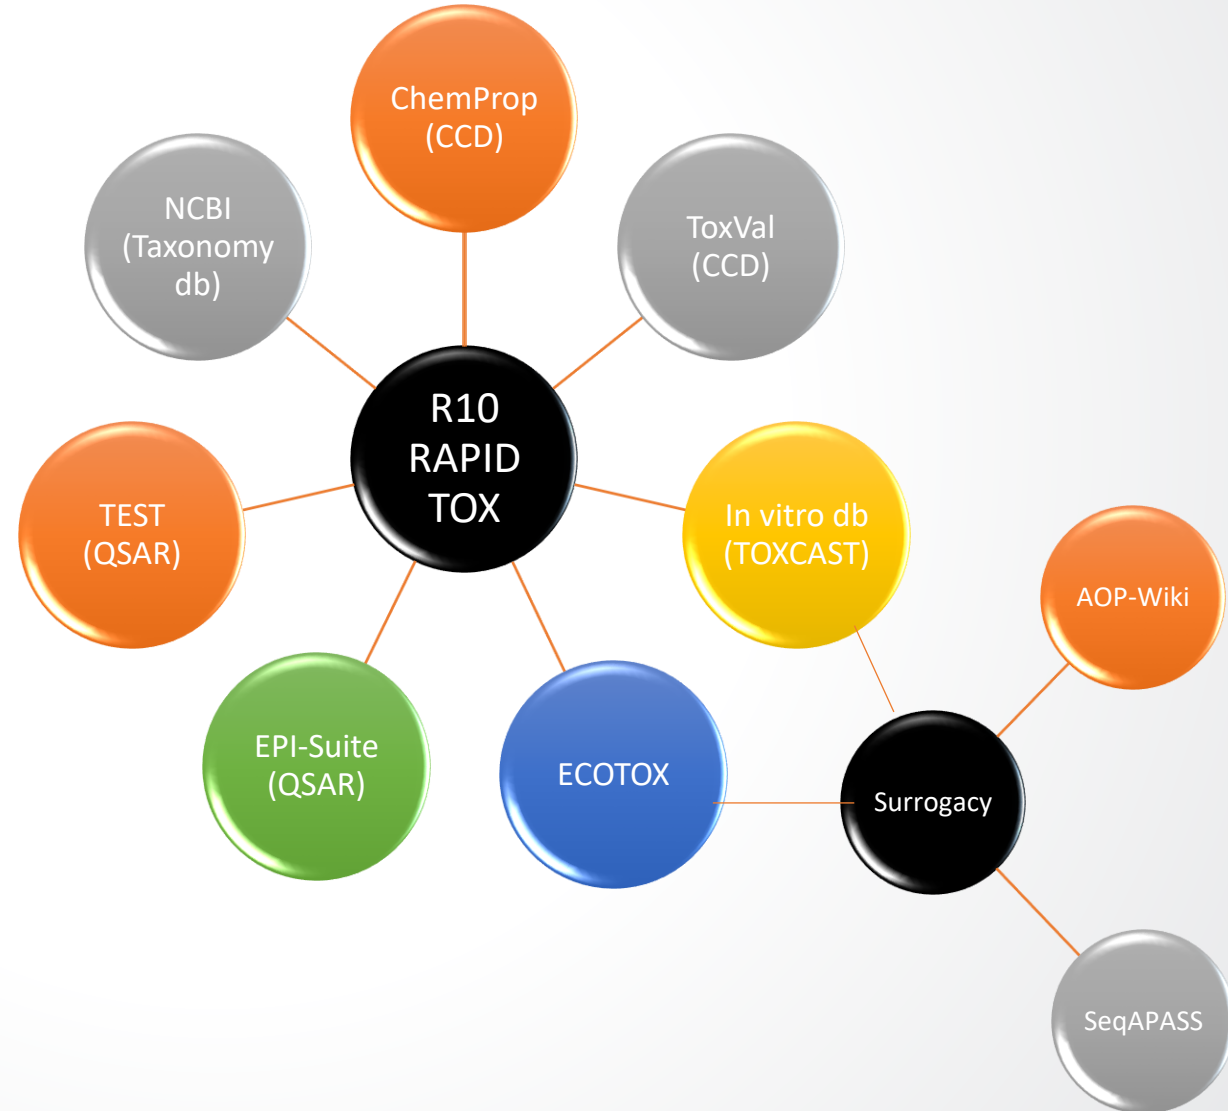 ChemProp
(CCD)
NCBI
(Taxonomy
db)
ToxVal
(CCD)
R10
RAPID
TOX
TEST
(QSAR)
In vitro db
(TOXCAST)
AOP-Wiki
EPI-Suite
(QSAR)
ECOTOX
Surrogacy
SeqAPASS